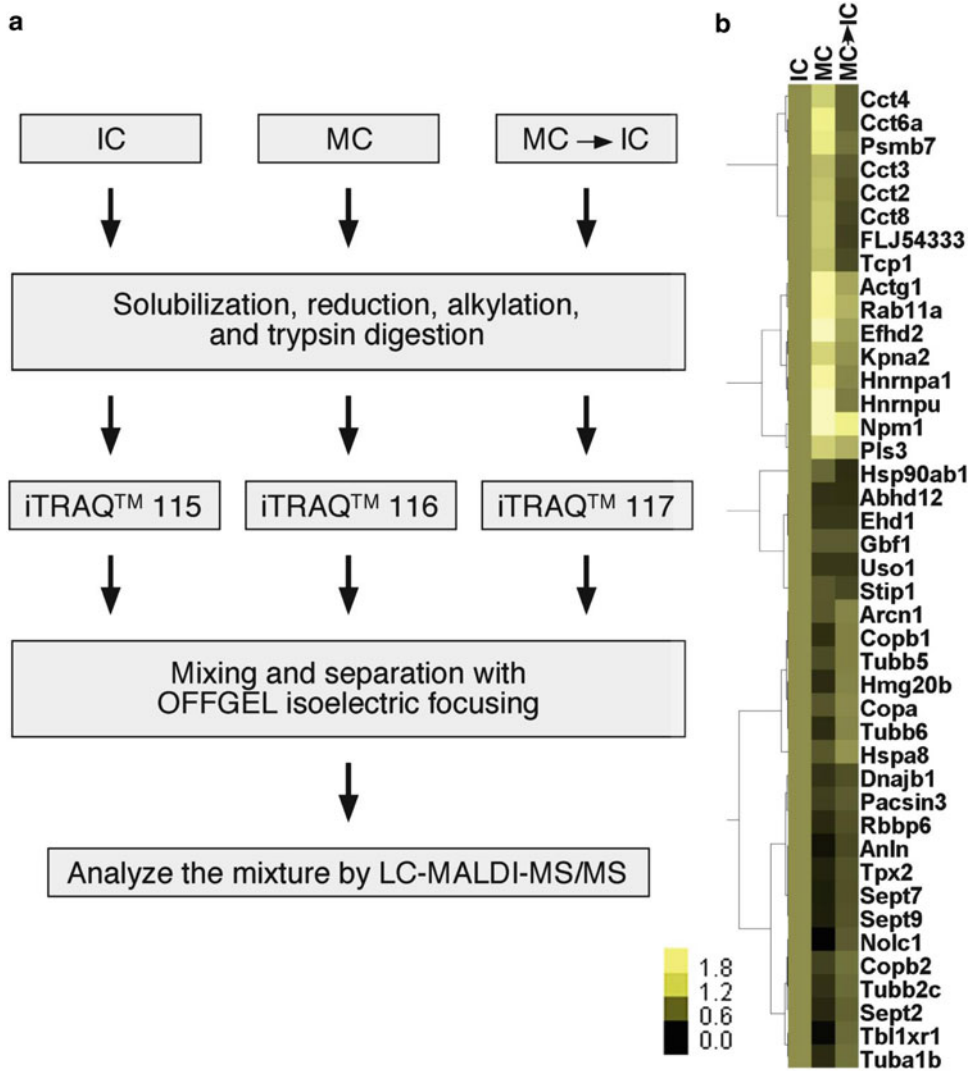 a
IC
MC
MC → IC
Solubilization, reduction, alkylation,
and trypsin digestion
iTRAQ™ 115
iTRAQ™ 116
iTRAQ™ 117
Mixing and separation with
OFFGEL isoelectric focusing
Analyze the mixture by LC-MALDI-MS/MS
b
IC
MC
MC→IC
Cct4
Cct6a
Psmb7
Cct3
Cct2
Cct8
FLJ54333
Tcp1
Actg1
Rab11a
Efhd2
Kpna2
Hnrnpa1
Hnrnpu
Npm1
Pls3
Hsp90ab1
Abhd12
Ehd1
Gbf1
Uso1
Stip1
Arcn1
Copb1
Tubb5
Hmg20b
Copa
Tubb6
Hspa8
Dnajb1
Pacsin3
Rbbp6
Anln
Tpx2
Sept7
Sept9
Nolc1
Copb2
Tubb2c
Sept2
Tbl1xr1
Tuba1b
1.8
1.2
0.6
0.0